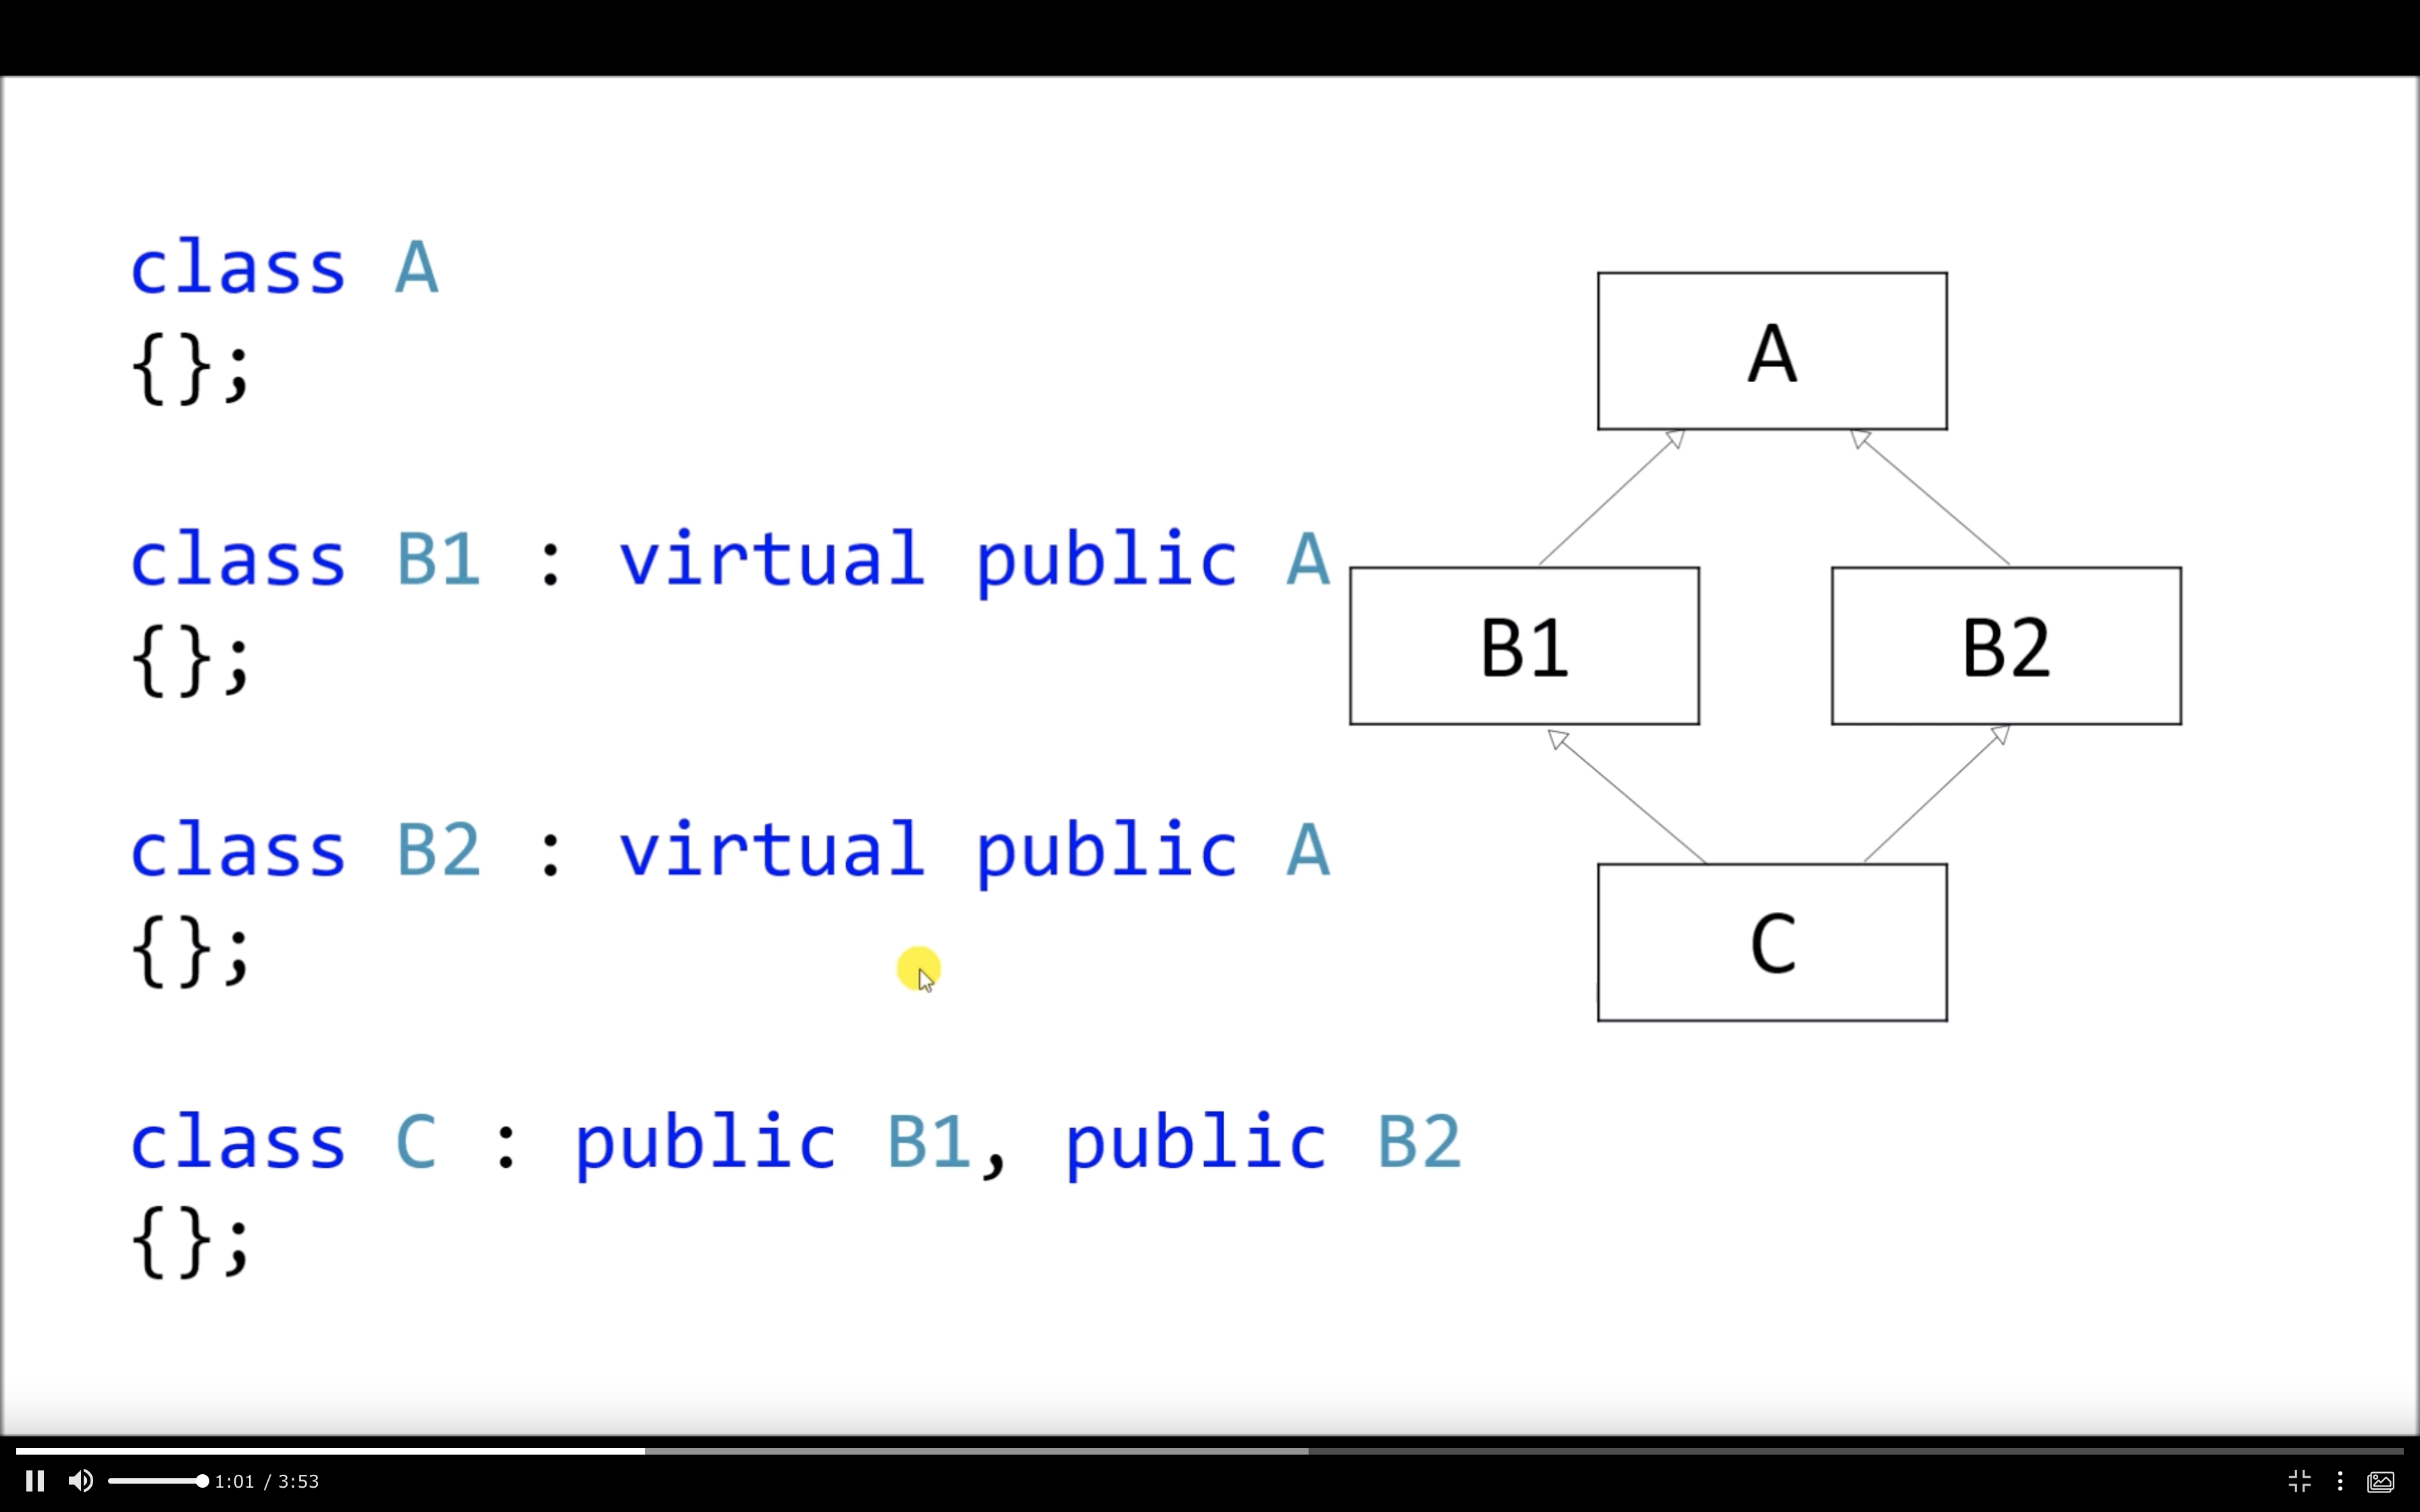 class A
{};
class B1 : virtual public A
{};
class B2 : virtual public A
{};
class C : public B1, public B2
{};
A
B1 B2
C
1:01 / 3:53